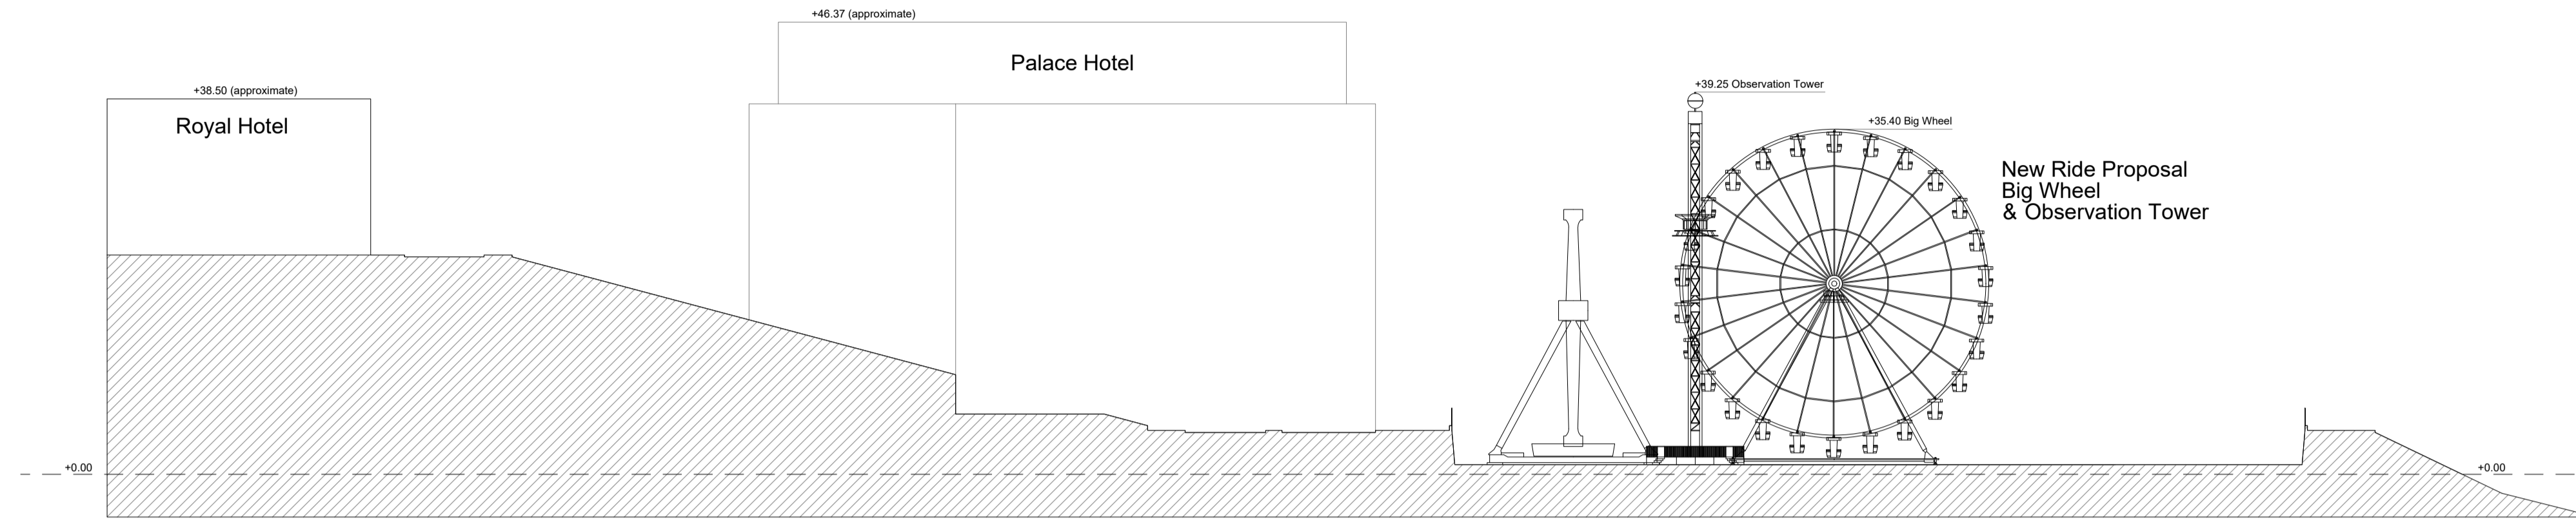 +46.37 (approximate)
Palace Hotel
+38.50 (approximate)
Royal Hotel
+39.25 Observation Tower
+35.40 Big Wheel
New Ride Proposal
Big Wheel
& Observation Tower
+0.00
+0.00